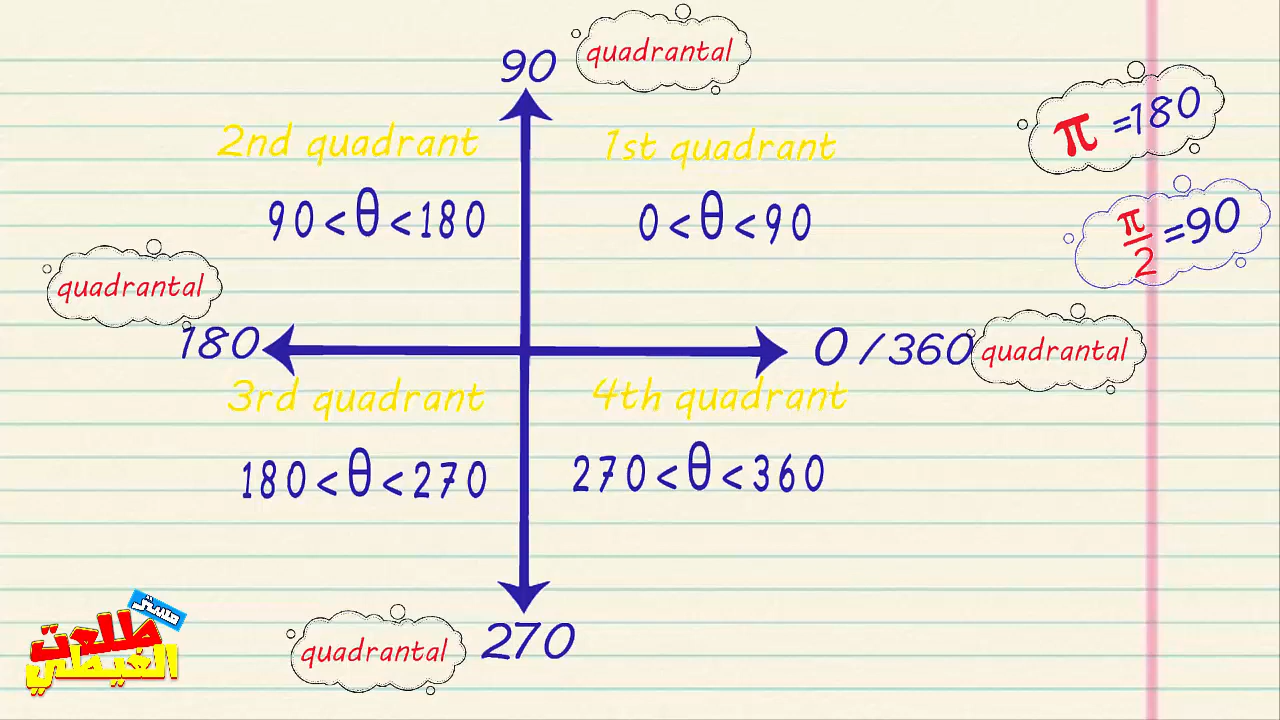 90 quadrantal
2nd quadrant
1st quadrant
90 < θ < 180
0 < θ < 90
π =180
π/2 =90
quadrantal
180
0 / 360 quadrantal
3rd quadrant
4th quadrant
180 < θ < 270
270 < θ < 360
quadrantal 270
مستر
طلعت
الغيطي